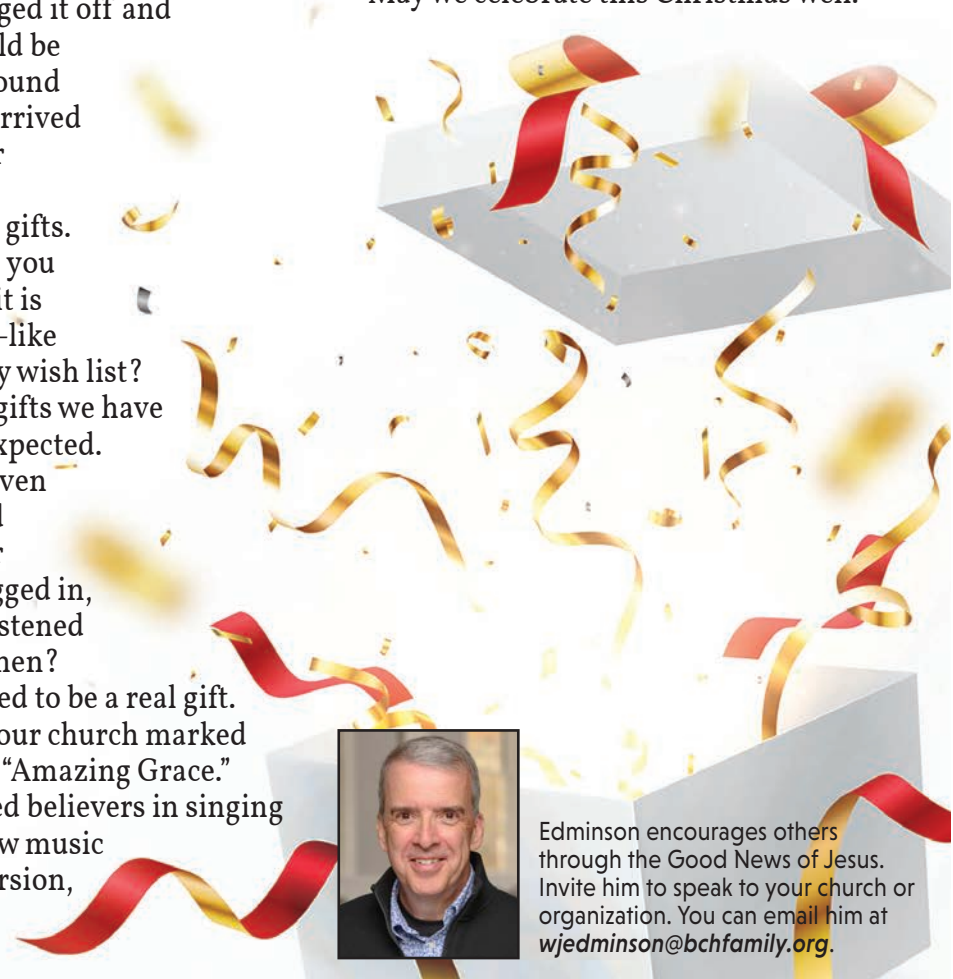 ged it off and
ld be
ound
rrived
r
gifts.
you
it is
-like
y wish list?
gifts we have
xpected.
ven
d
r
gged in,
stened
hen?
ed to be a real gift.
our church marked
“Amazing Grace.”
ed believers in singing
w music
rsion,
May we celebrate this Christmas well.
Edminson encourages others
through the Good News of Jesus.
Invite him to speak to your church or
organization. You can email him at
wjedminson@bchfamily.org.